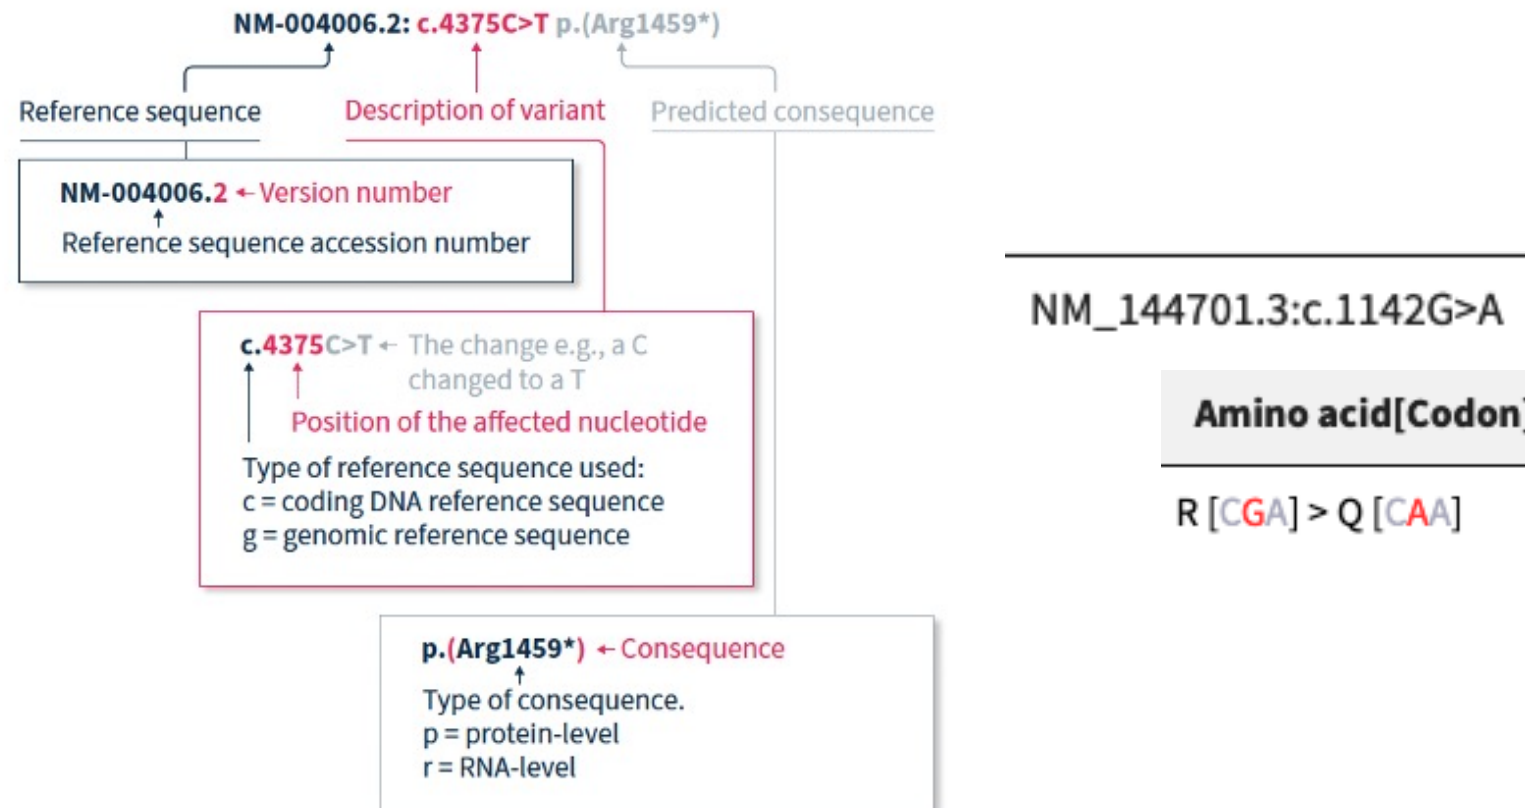 NM-004006.2: c.4375C>T p.(Arg1459*)
Reference sequence
Description of variant
Predicted consequence
NM-004006.2 ← Version number
Reference sequence accession number
c.4375C>T ← The change e.g., a C
changed to a T
Position of the affected nucleotide
Type of reference sequence used:
c = coding DNA reference sequence
g = genomic reference sequence
p.(Arg1459*) ← Consequence
Type of consequence.
p = protein-level
r = RNA-level
NM_144701.3:c.1142G>A
Amino acid[Codon]
R [CGA] > Q [CAA]